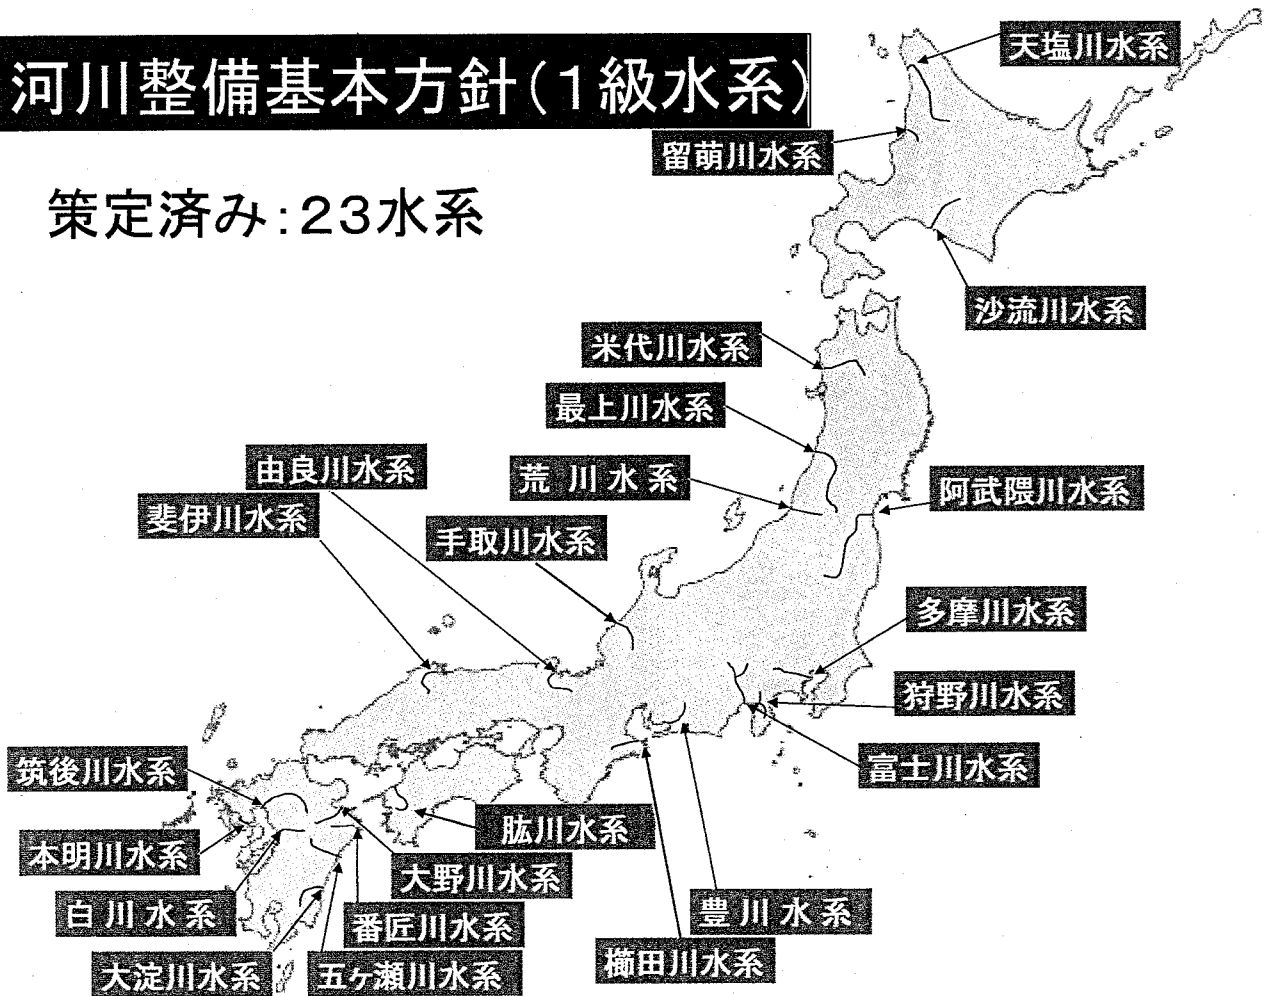 河川整備基本方針(1級水系)
策定済み:23水系
天塩川水系
留萌川水系
沙流川水系
米代川水系
最上川水系
荒川水系
阿武隈川水系
由良川水系
斐伊川水系
手取川水系
多摩川水系
狩野川水系
富士川水系
筑後川水系
本明川水系
白川水系
大淀川水系
五ヶ瀬川水系
番匠川水系
大野川水系
肱川水系
豊川水系
櫛田川水系